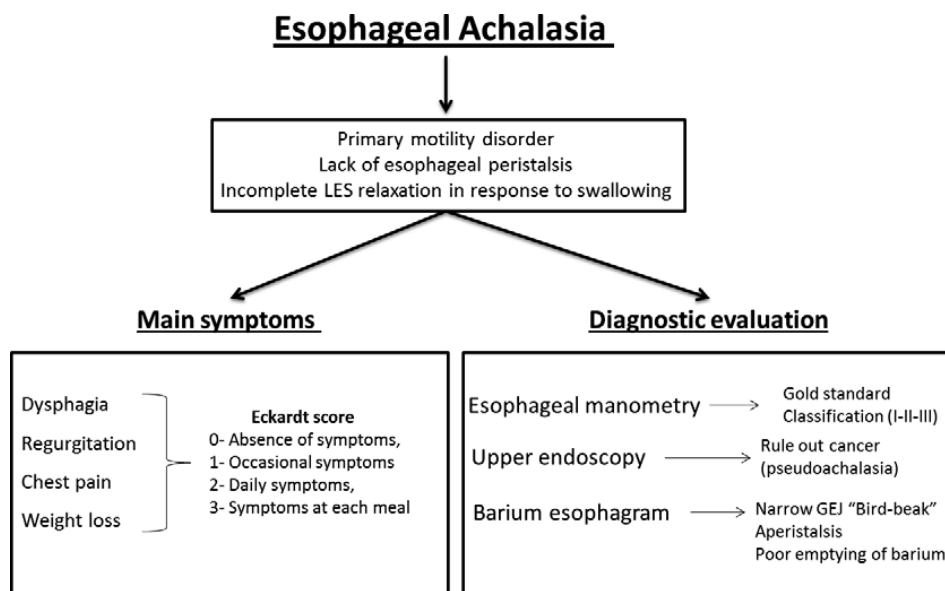 Esophageal Achalasia
Primary motility disorder
Lack of esophageal peristalsis
Incomplete LES relaxation in response to swallowing
Main symptoms
Dysphagia
Regurgitation
Chest pain
Weight loss
Eckardt score
0- Absence of symptoms,
1- Occasional symptoms
2- Daily symptoms,
3- Symptoms at each meal
Diagnostic evaluation
Esophageal manometry
Gold standard
Classification (I-II-III)
Upper endoscopy
Rule out cancer
(pseudoachalasia)
Barium esophagram
Narrow GEJ “Bird-beak”
Aperistalsis
Poor emptying of barium